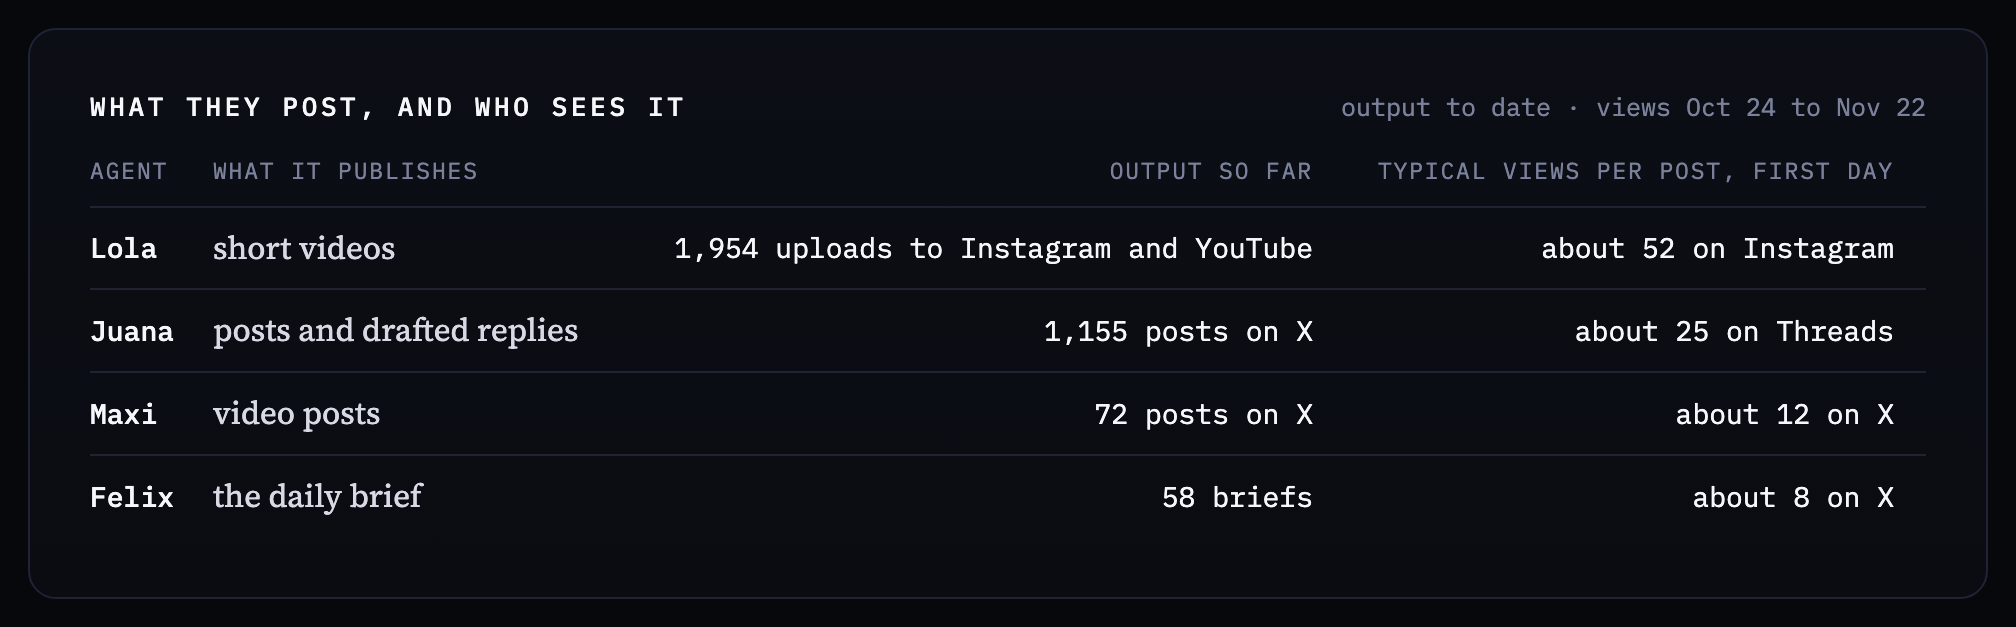 WHAT THEY POST, AND WHO SEES IT output to date · views Oct 24 to Nov 22
AGENT WHAT IT PUBLISHES OUTPUT SO FAR TYPICAL VIEWS PER POST, FIRST DAY
Lola short videos 1,954 uploads to Instagram and YouTube about 52 on Instagram
Juana posts and drafted replies 1,155 posts on X about 25 on Threads
Maxi video posts 72 posts on X about 12 on X
Felix the daily brief 58 briefs about 8 on X